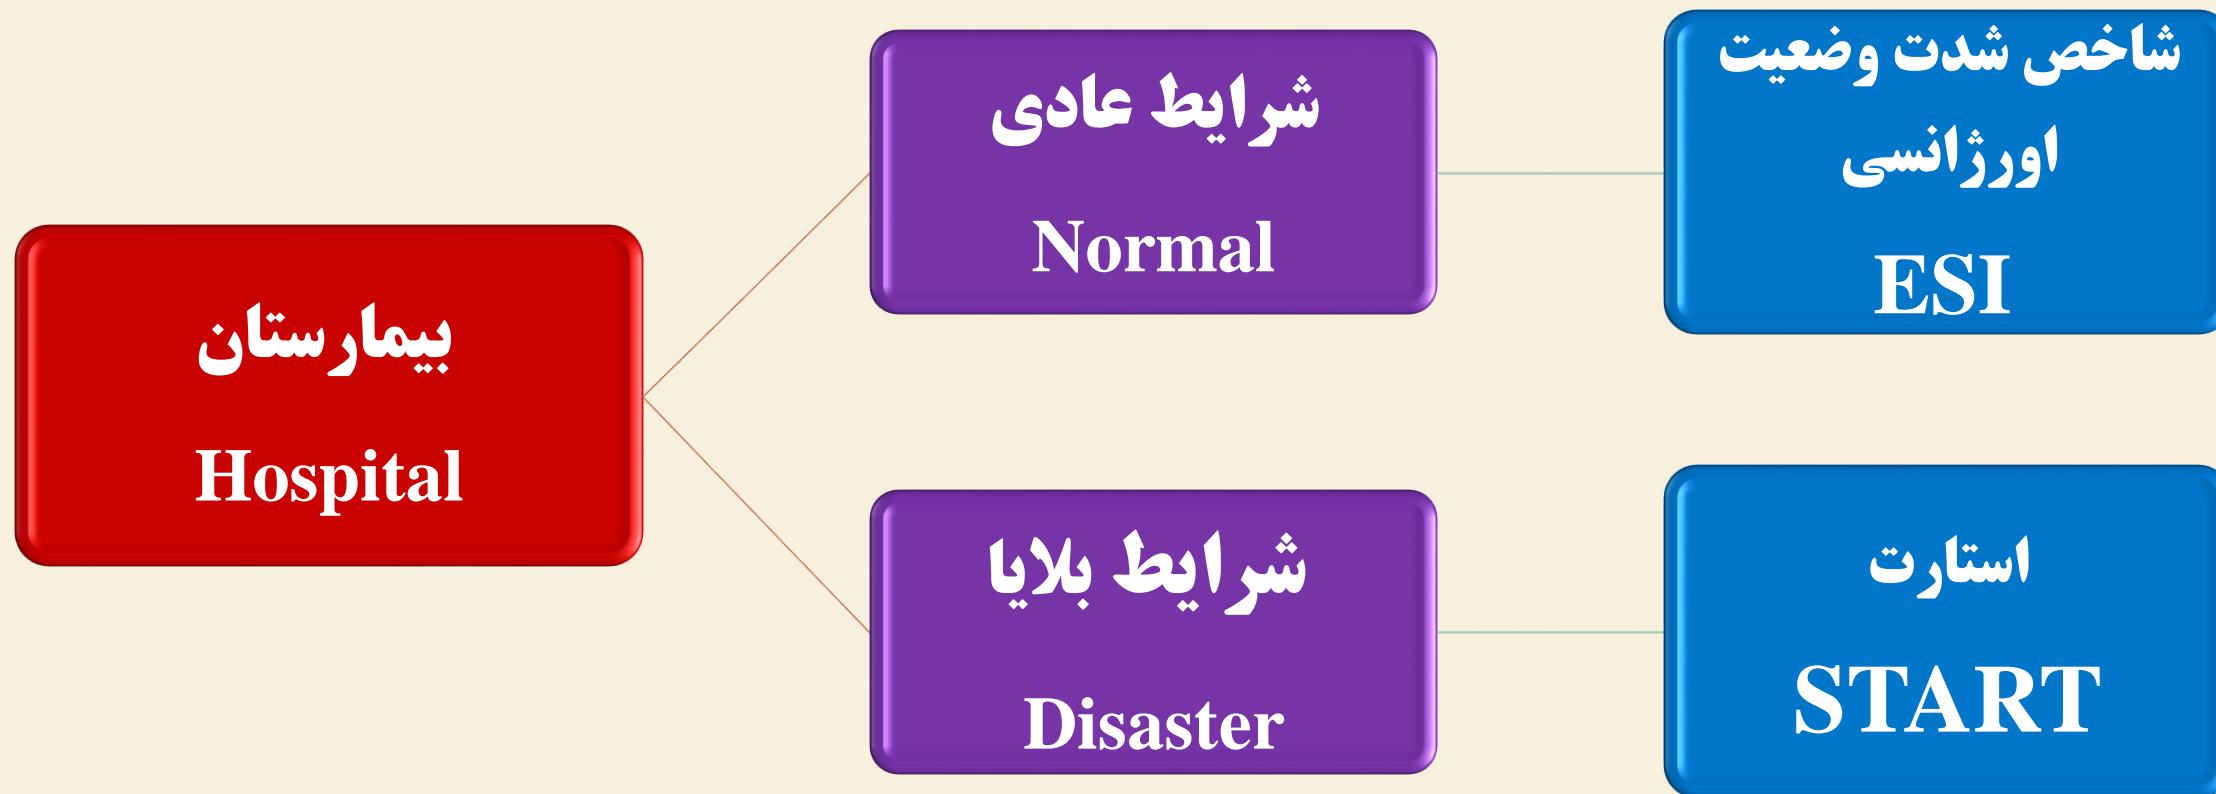 بیمارستان
Hospital
شرایط عادی
Normal
شاخص شدت وضعیت
اورژانسی
ESI
شرایط بلایا
Disaster
استارت
START